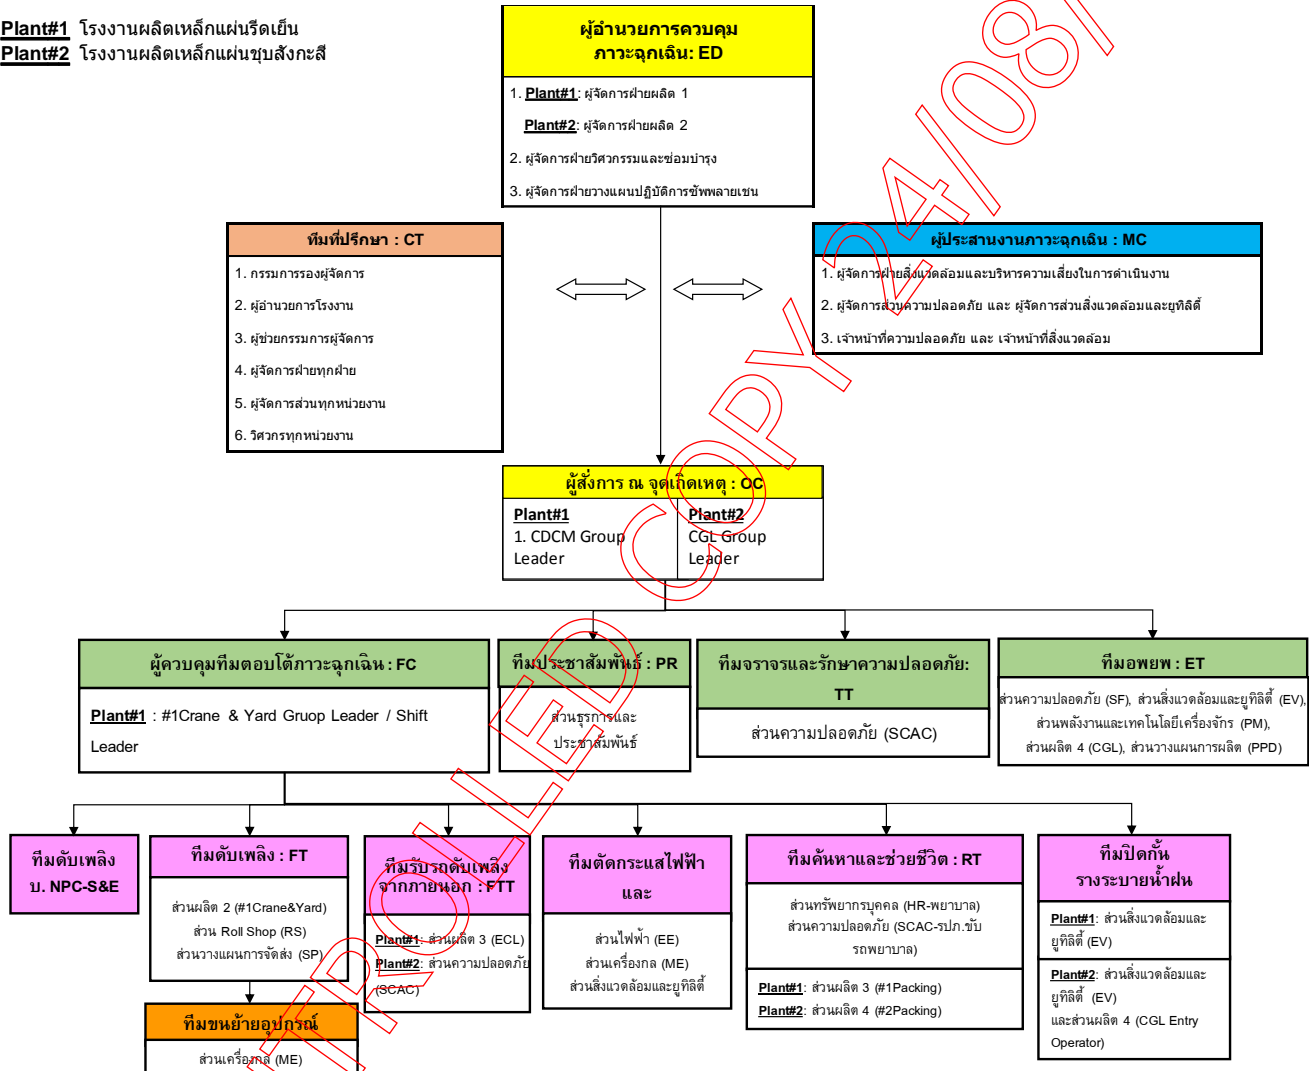 Plant#1 โรงงานผลิตเหล็กแผ่นรีดเย็น
Plant#2 โรงงานผลิตเหล็กแผ่นชุบสังกะสี
ผู้อำนวยการควบคุม
ภาวะฉุกเฉิน: ED
1. Plant#1: ผู้จัดการฝ่ายผลิต 1
Plant#2: ผู้จัดการฝ่ายผลิต 2
2. ผู้จัดการฝ่ายวิศวกรรมและซ่อมบำรุง
3. ผู้จัดการฝ่ายวางแผนปฏิบัติการซัพพลายเชน
ทีมที่ปรึกษา : CT
1. กรรมการรองผู้จัดการ
2. ผู้อำนวยการโรงงาน
3. ผู้ช่วยกรรมการผู้จัดการ
4. ผู้จัดการฝ่ายทุกฝ่าย
5. ผู้จัดการส่วนทุกหน่วยงาน
6. วิศวกรทุกหน่วยงาน
ผู้ประสานงานภาวะฉุกเฉิน : MC
1. ผู้จัดการฝ่ายสิ่งแวดล้อมและบริหารความเสี่ยงในการดำเนินงาน
2. ผู้จัดการส่วนความปลอดภัย และ ผู้จัดการส่วนสิ่งแวดล้อมและยูทิลิตี้
3. เจ้าหน้าที่ความปลอดภัย และ เจ้าหน้าที่สิ่งแวดล้อม
ผู้สั่งการ ณ จุดเกิดเหตุ : OC
Plant#1
1. CDCM Group
Leader
Plant#2
CGL Group
Leader
ผู้ควบคุมทีมตอบโต้ภาวะฉุกเฉิน : FC
Plant#1 : #1Crane & Yard Gruop Leader / Shift
Leader
ทีมประชาสัมพันธ์ : PR
ส่วนธุรการและ
ประชาสัมพันธ์
ทีมจราจรและรักษาความปลอดภัย:
TT
ส่วนความปลอดภัย (SCAC)
ทีมอพยพ : ET
ส่วนความปลอดภัย (SF), ส่วนสิ่งแวดล้อมและยูทิลิตี้ (EV),
ส่วนพลังงานและเทคโนโลยีเครื่องจักร (PM),
ส่วนผลิต 4 (CGL), ส่วนวางแผนการผลิต (PPD)
ทีมดับเพลิง
บ. NPC-S&E
ทีมดับเพลิง : FT
ส่วนผลิต 2 (#1Crane&Yard)
ส่วน Roll Shop (RS)
ส่วนวางแผนการจัดส่ง (SP)
ทีมขนย้ายอุปกรณ์
ส่วนเครื่องกล (ME)
ทีมรับรถดับเพลิง
จากภายนอก : FTT
Plant#1: ส่วนผลิต 3 (ECL)
Plant#2: ส่วนความปลอดภัย
(SCAC)
ทีมตัดกระแสไฟฟ้า
และ
ส่วนไฟฟ้า (EE)
ส่วนเครื่องกล (ME)
ส่วนสิ่งแวดล้อมและยูทิลิตี้
ทีมค้นหาและช่วยชีวิต : RT
ส่วนทรัพยากรบุคคล (HR-พยาบาล)
ส่วนความปลอดภัย (SCAC-รปภ.ขับ
รถพยาบาล)
Plant#1: ส่วนผลิต 3 (#1Packing)
Plant#2: ส่วนผลิต 4 (#2Packing)
ทีมปิดกั้น
รางระบายน้ำฝน
Plant#1: ส่วนสิ่งแวดล้อมและ
ยูทิลิตี้ (EV)
Plant#2: ส่วนสิ่งแวดล้อมและ
ยูทิลิตี้ (EV)
และส่วนผลิต 4 (CGL Entry
Operator)
TROLLED COPY 24/08/